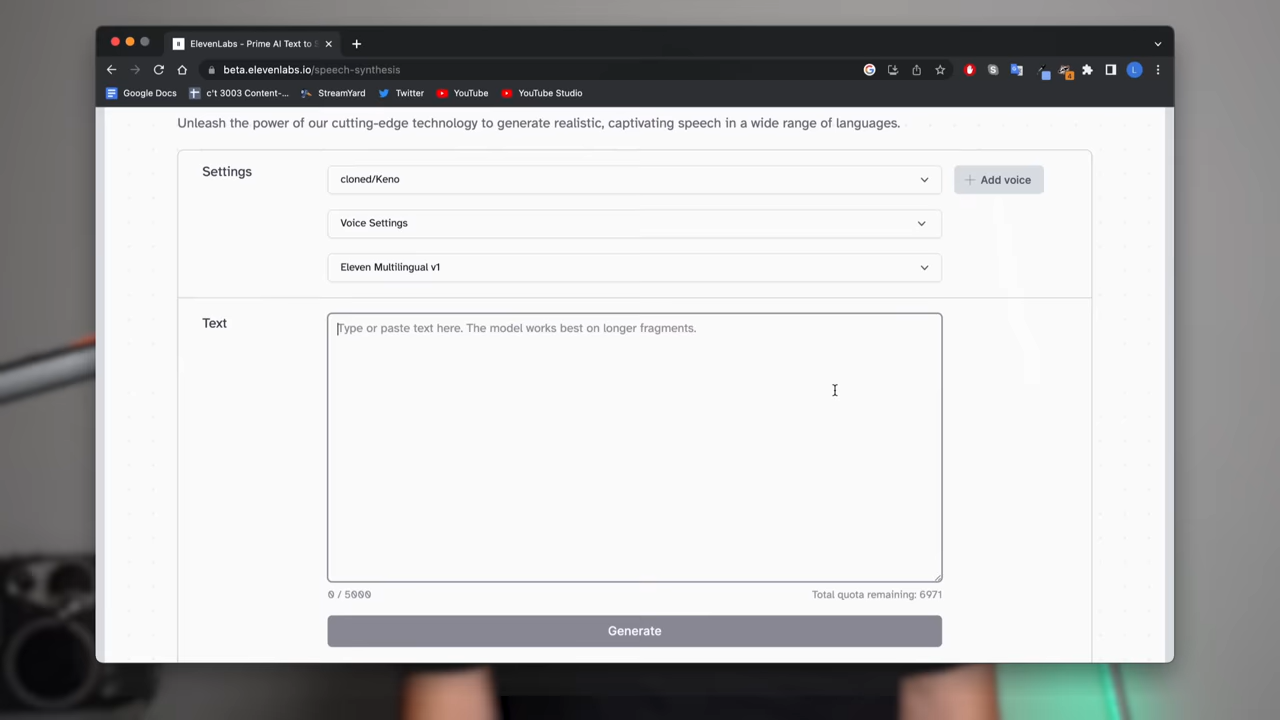 ElevenLabs - Prime AI Text to
beta.elevenlabs.io/speech-synthesis
Google Docs c't 3003 Content-... StreamYard Twitter YouTube YouTube Studio
Unleash the power of our cutting-edge technology to generate realistic, captivating speech in a wide range of languages.
Settings
cloned/Keno
Add voice
Voice Settings
Eleven Multilingual v1
Text
Type or paste text here. The model works best on longer fragments.
0 / 5000
Total quota remaining: 6971
Generate